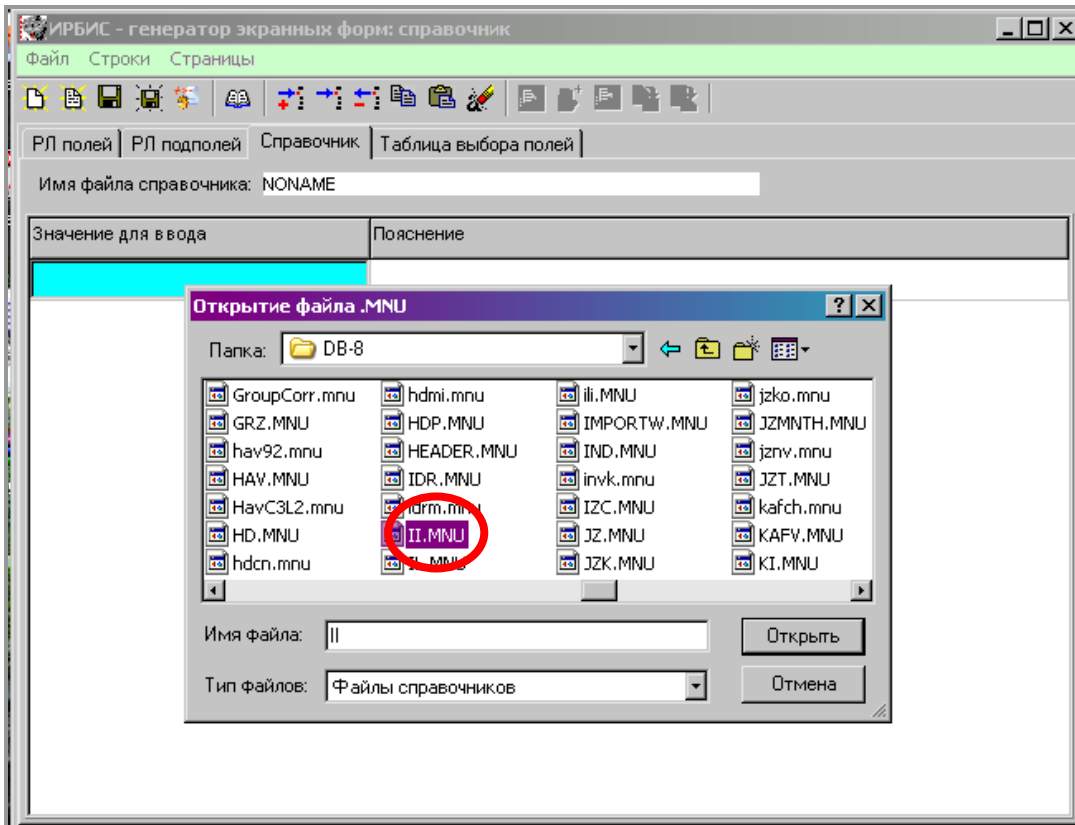 ИРБИС - генератор экранных форм: справочник
Файл Строки Страницы
РЛ полей РЛ подполей Справочник Таблица выбора полей
Имя файла справочника: NONAME
Значение для ввода Пояснение
Открытие файла .MNU
Папка: DB-8
GroupCorr.mnu hdmi.mnu ili.MNU jzko.mnu
GRZ.MNU HDP.MNU IMPORTW.MNU JZMNTH.MNU
hav92.mnu HEADER.MNU IND.MNU jznv.mnu
HAV.MNU IDR.MNU invk.mnu JZT.MNU
HavC3L2.mnu idrm.mnu IZC.MNU kafch.mnu
HD.MNU II.MNU JZ.MNU KAFV.MNU
hdcn.mnu JZK.MNU KI.MNU
Имя файла: II Открыть
Тип файлов: Файлы справочников Отмена